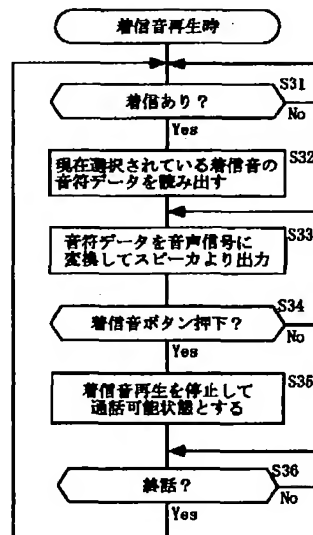 着信音再生時
S31
着信あり？
No
Yes
S32
現在選択されている着信音の
音符データを読み出す
S33
音符データを音声信号に
変換してスピーカより出力
S34
着信音ボタン押下？
No
Yes
S35
着信音再生を停止して
通話可能状態とする
S36
終話？
No
Yes